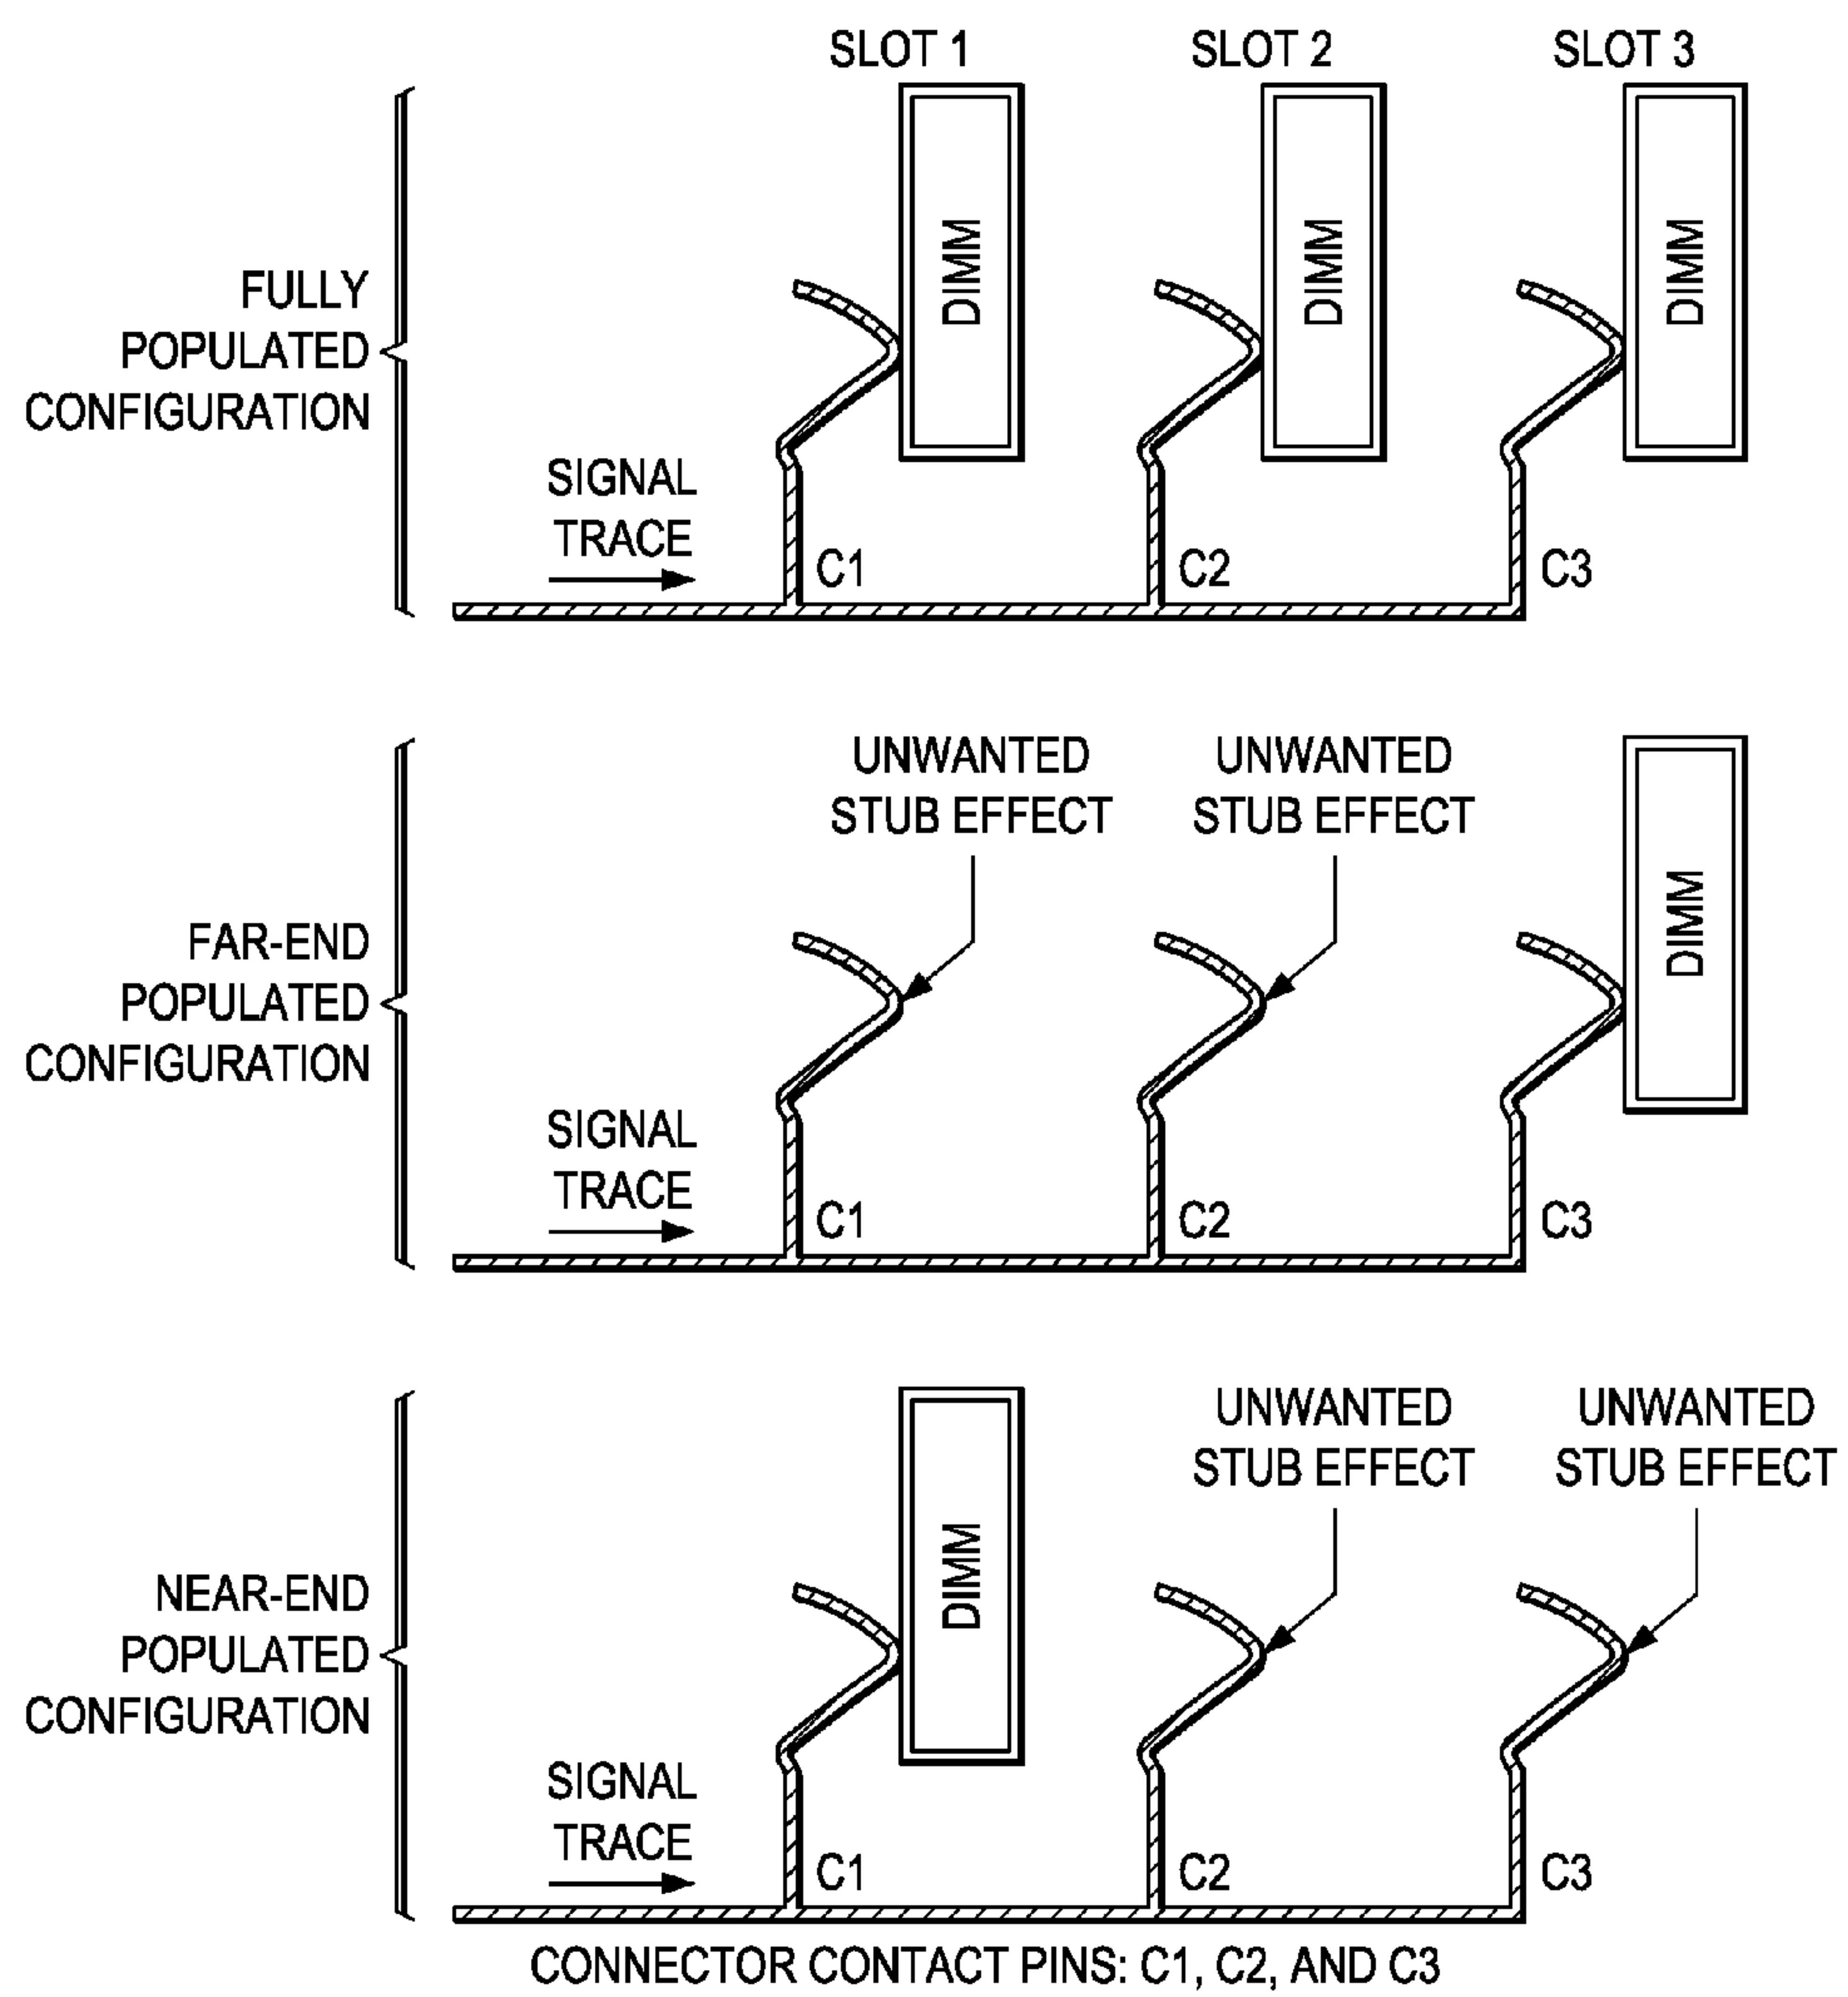 SLOT 1
SLOT 2
SLOT 3
DIMM
DIMM
DIMM
FULLY
POPULATED
CONFIGURATION
SIGNAL
TRACE
C1
C2
C3
UNWANTED
STUB EFFECT
UNWANTED
STUB EFFECT
DIMM
FAR-END
POPULATED
CONFIGURATION
SIGNAL
TRACE
C1
C2
C3
UNWANTED
STUB EFFECT
UNWANTED
STUB EFFECT
DIMM
NEAR-END
POPULATED
CONFIGURATION
SIGNAL
TRACE
C1
C2
C3
CONNECTOR CONTACT PINS: C1, C2, AND C3